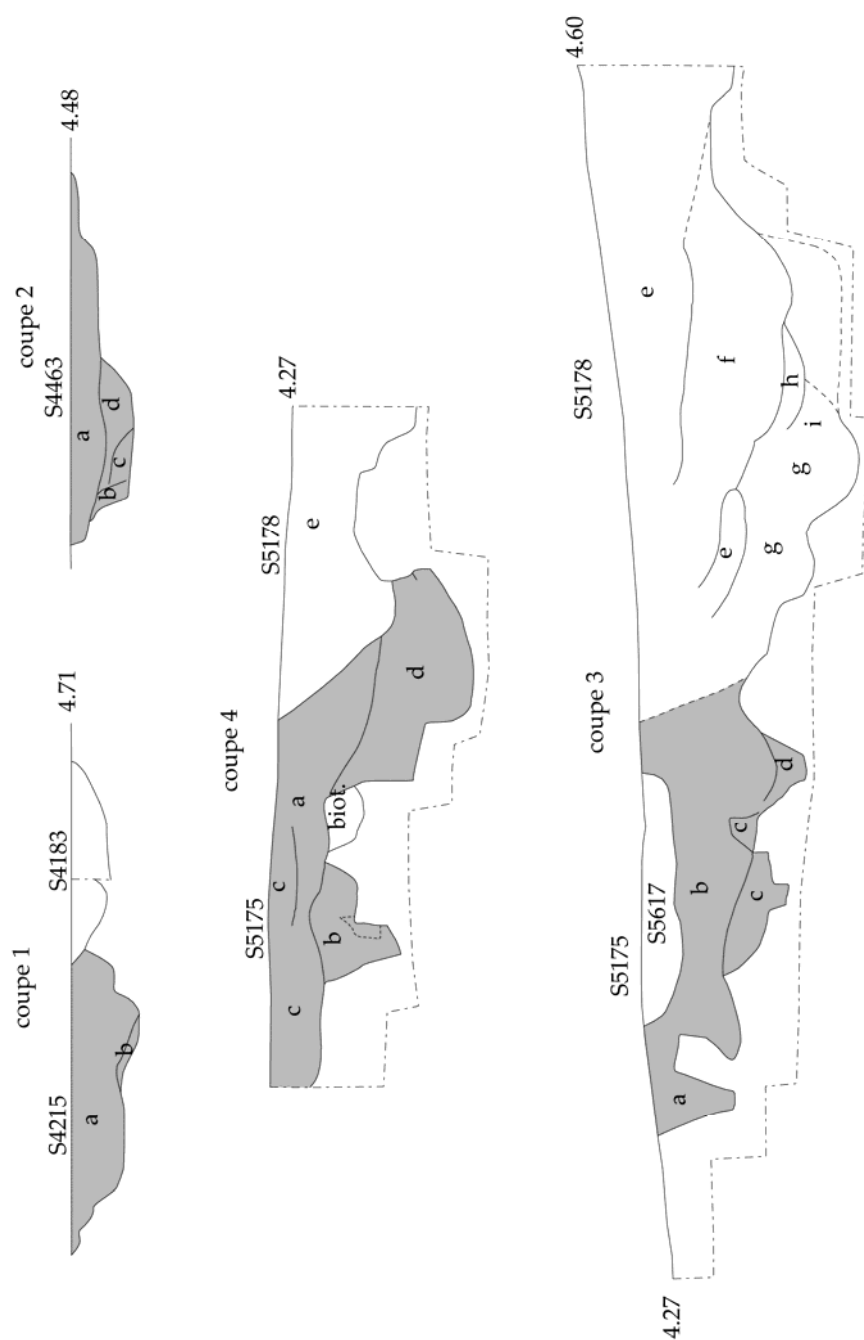 coupe 1
S4215
S4183
4.71
a
b
coupe 2
S4463
4.48
a
b
c
d
coupe 4
S5175
S5178
4.27
c
c
a
e
b
biot.
d
coupe 3
4.27
S5175
S5617
S5178
4.60
a
b
c
c
d
e
e
f
g
g
h
i